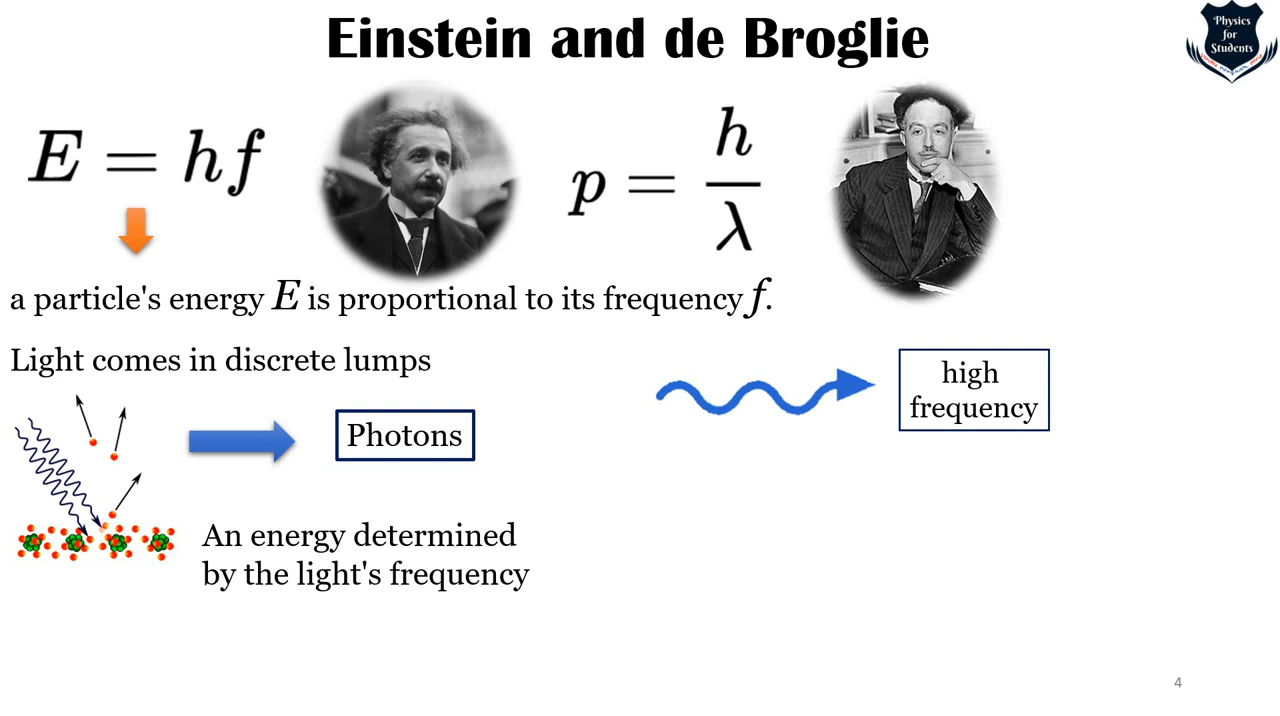 Einstein and de Broglie
Physics
for
Students
E = hf
p = h/λ
a particle's energy E is proportional to its frequency f.
Light comes in discrete lumps
high
frequency
Photons
An energy determined
by the light's frequency
4